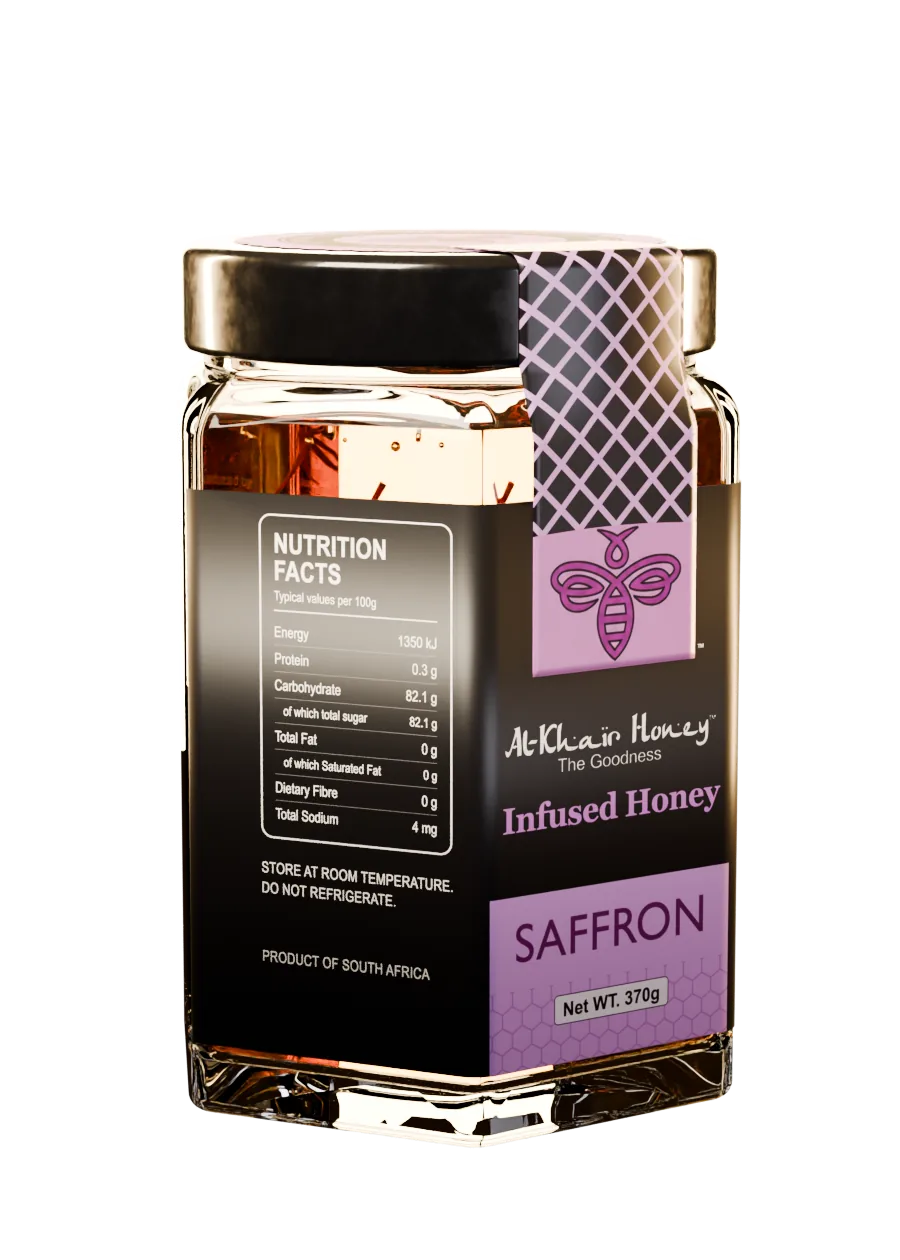 NUTRITION
FACTS
Typical values per 100g
Energy 1350 kJ
Protein 0.3 g
Carbohydrate 82.1 g
of which total sugar 82.1 g
Total Fat 0 g
of which Saturated Fat 0 g
Dietary Fibre 0 g
Total Sodium 4 mg
STORE AT ROOM TEMPERATURE.
DO NOT REFRIGERATE.
PRODUCT OF SOUTH AFRICA
™
Al-Khair Honey™
The Goodness
Infused Honey
SAFFRON
Net WT. 370g